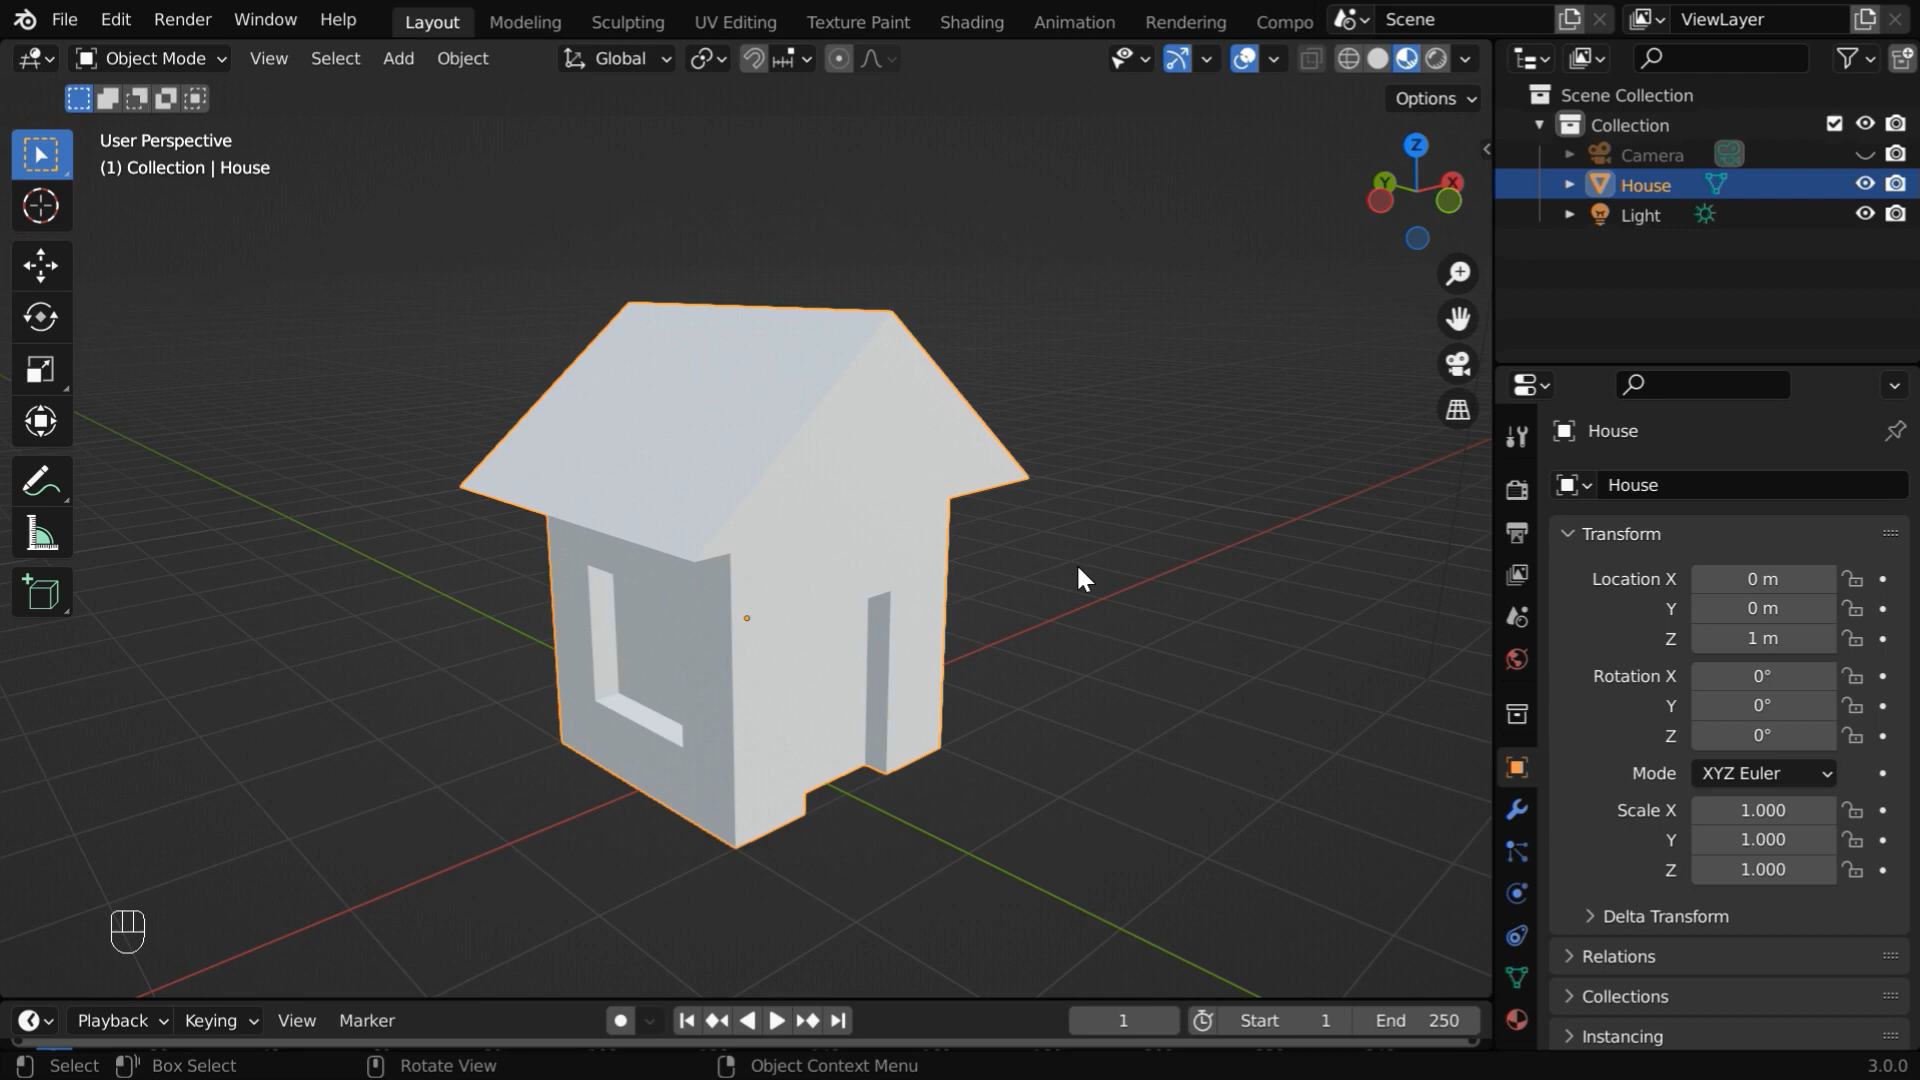 File Edit Render Window Help Layout Modeling Sculpting UV Editing Texture Paint Shading Animation Rendering Compo Scene ViewLayer
Object Mode View Select Add Object Global
Options
User Perspective
(1) Collection | House
Z
Y X
Scene Collection
Collection
Camera
House
Light
House
House
Transform
Location X 0 m
Y 0 m
Z 1 m
Rotation X 0°
Y 0°
Z 0°
Mode XYZ Euler
Scale X 1.000
Y 1.000
Z 1.000
Delta Transform
Relations
Collections
Instancing
Playback Keying View Marker 1 Start 1 End 250
Select Box Select Rotate View Object Context Menu 3.0.0